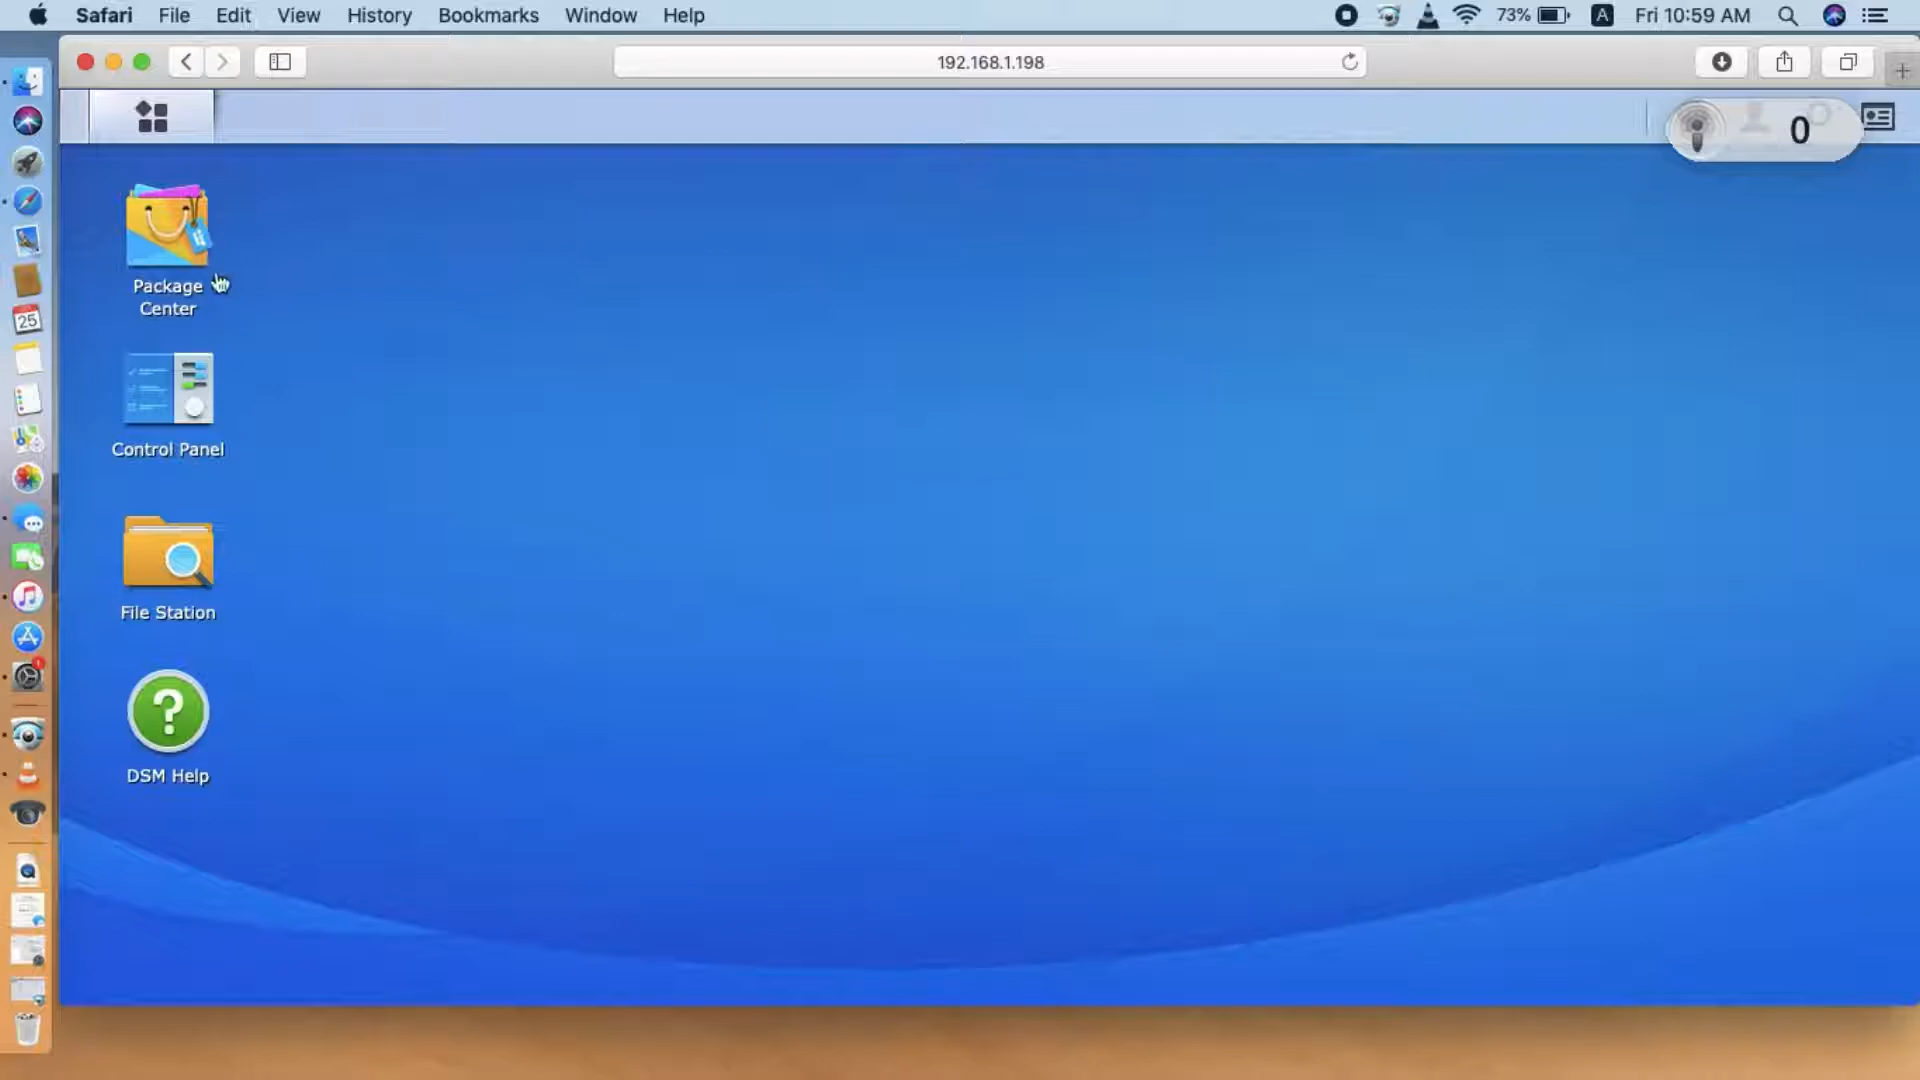 Safari File Edit View History Bookmarks Window Help 73% A Fri 10:59 AM
192.168.1.198
0
Package
Center
Control Panel
File Station
DSM Help
25